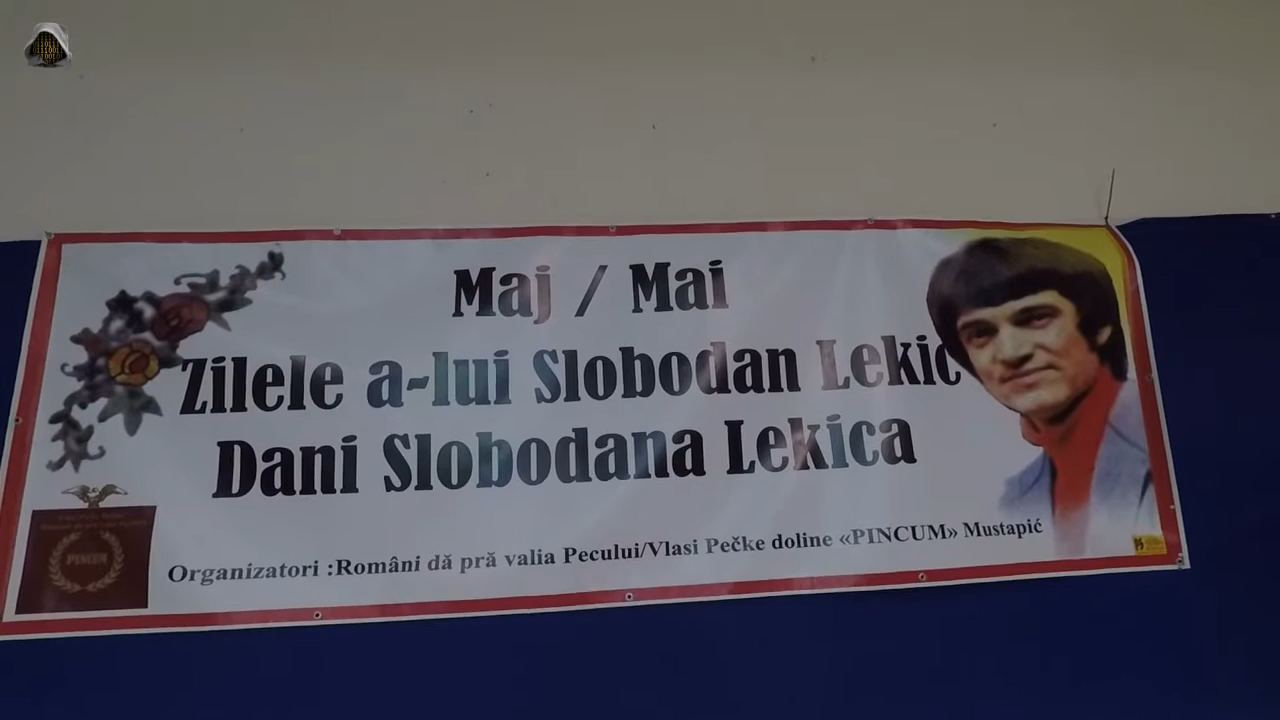 Maj / Mai
Zilele a-lui Slobodan Lekic
Dani Slobodana Lekica
PINCUM
Organizatori :Români dă pră valia Pecului/Vlasi Pečke doline «PINCUM» Mustapić